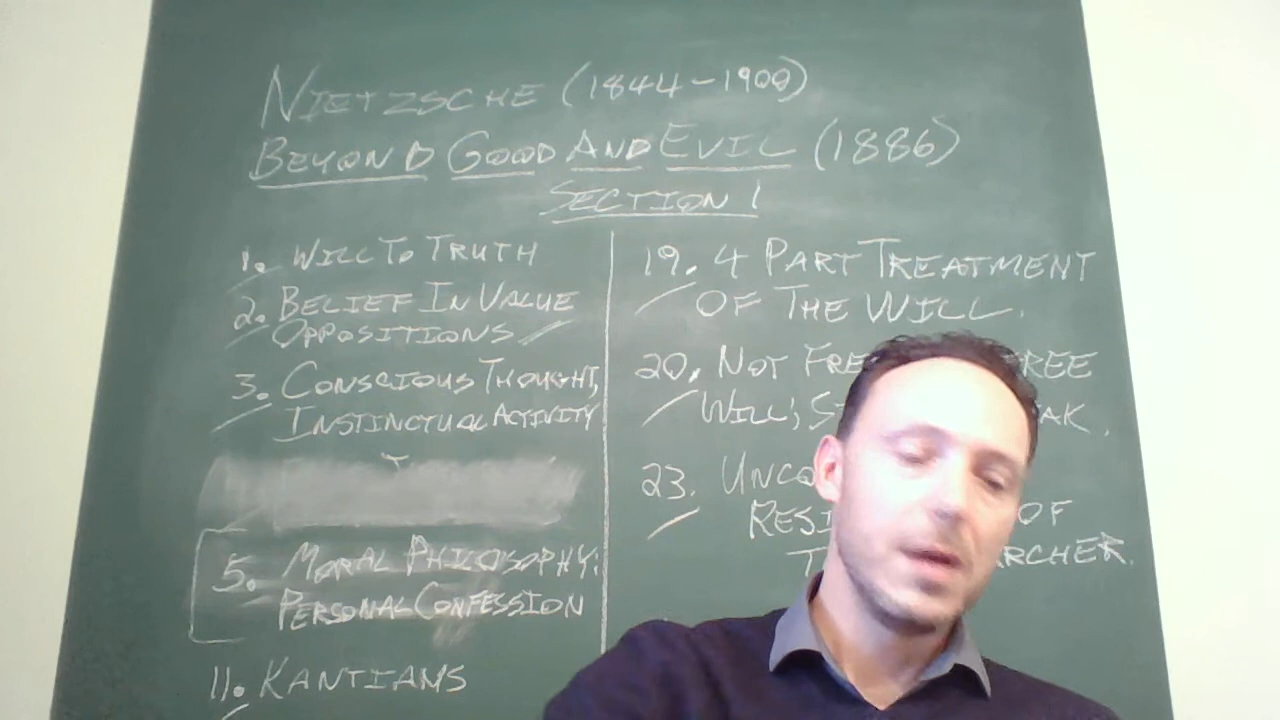 NIETZSCHE (1844-1900)
BEYOND GOOD AND EVIL (1886)
SECTION 1
1. WILL TO TRUTH
2. BELIEF IN VALUE
OPPOSITIONS
3. CONSCIOUS THOUGHT,
INSTINCTUAL ACTIVITY
5. MORAL PHILOSOPHY:
PERSONAL CONFESSION
11. KANTIANS
19. 4 PART TREATMENT
OF THE WILL.
20. NOT
WILL;
23.
OF